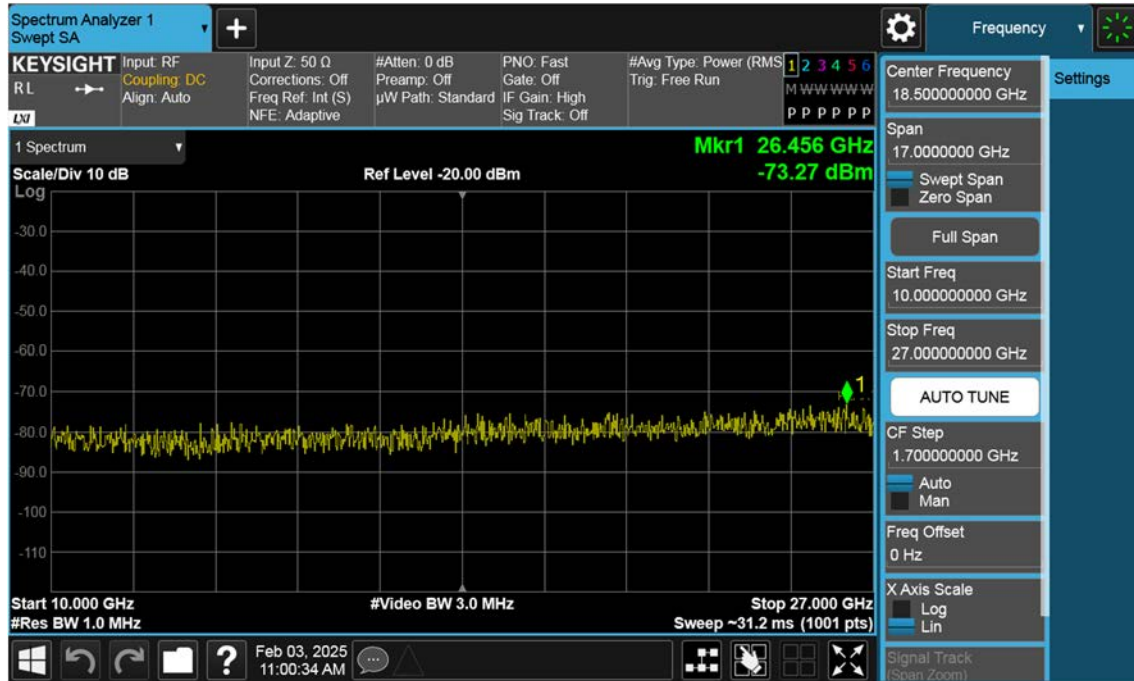 Spectrum Analyzer 1
Swept SA
Frequency
KEYSIGHT
R L
LXI
Input: RF
Coupling: DC
Align: Auto
Input Z: 50 Ω
Corrections: Off
Freq Ref: Int (S)
NFE: Adaptive
#Atten: 0 dB
Preamp: Off
µW Path: Standard
PNO: Fast
Gate: Off
IF Gain: High
Sig Track: Off
#Avg Type: Power (RMS
Trig: Free Run
1 2 3 4 5 6
M W W W W W
P P P P P P
1 Spectrum
Scale/Div 10 dB
Log
Ref Level -20.00 dBm
Mkr1 26.456 GHz
-73.27 dBm
-30.0
-40.0
-50.0
-60.0
-70.0
-80.0
-90.0
-100
-110
1
Start 10.000 GHz
#Res BW 1.0 MHz
#Video BW 3.0 MHz
Stop 27.000 GHz
Sweep ~31.2 ms (1001 pts)
Feb 03, 2025
11:00:34 AM
?
Center Frequency
18.500000000 GHz
Span
17.0000000 GHz
Swept Span
Zero Span
Full Span
Start Freq
10.000000000 GHz
Stop Freq
27.000000000 GHz
AUTO TUNE
CF Step
1.700000000 GHz
Auto
Man
Freq Offset
0 Hz
X Axis Scale
Log
Lin
Signal Track
(Span Zoom)
Settings